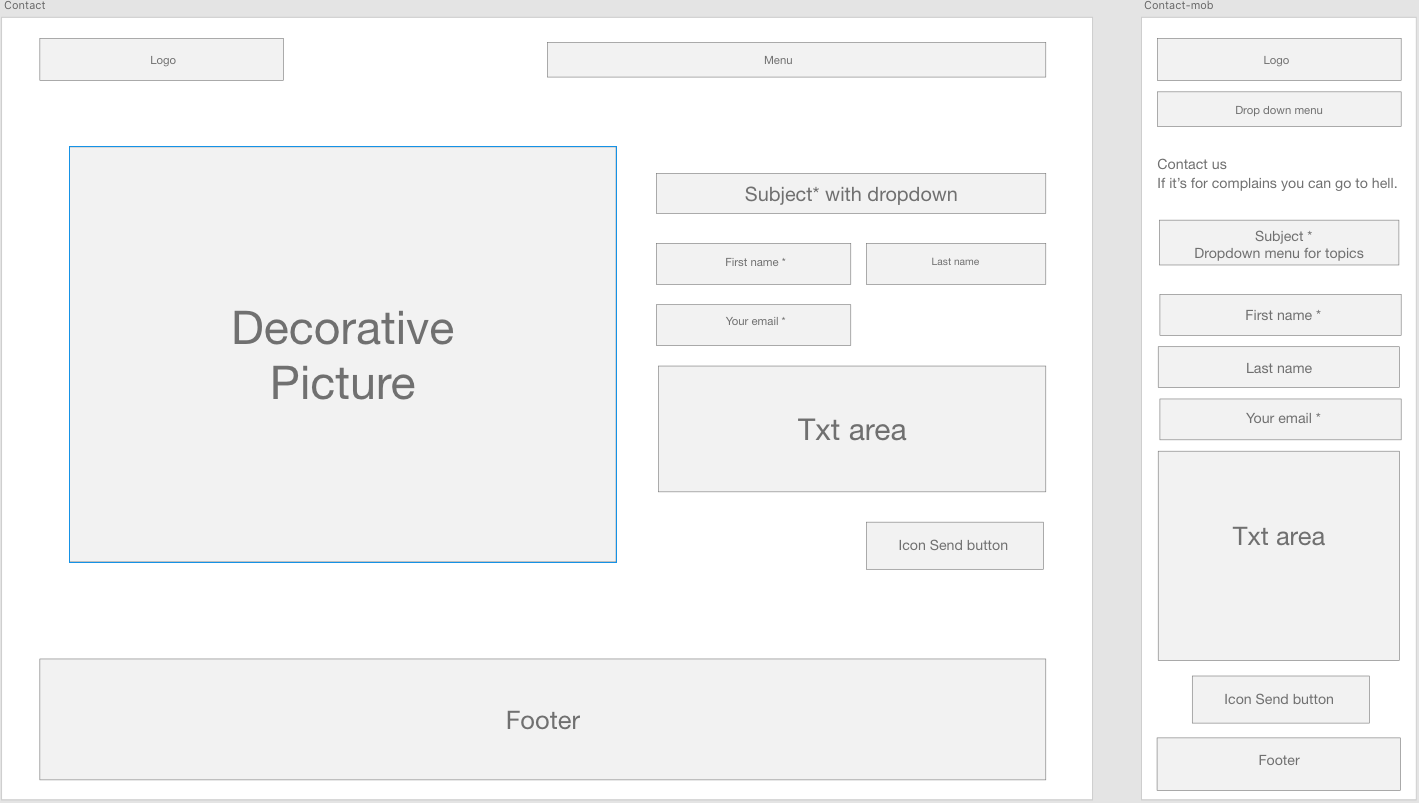 Contact
Logo
Menu
Decorative
Picture
Subject* with dropdown
First name *
Last name
Your email *
Txt area
Icon Send button
Footer
Contact-mob
Logo
Drop down menu
Contact us
If it's for complains you can go to hell.
Subject *
Dropdown menu for topics
First name *
Last name
Your email *
Txt area
Icon Send button
Footer